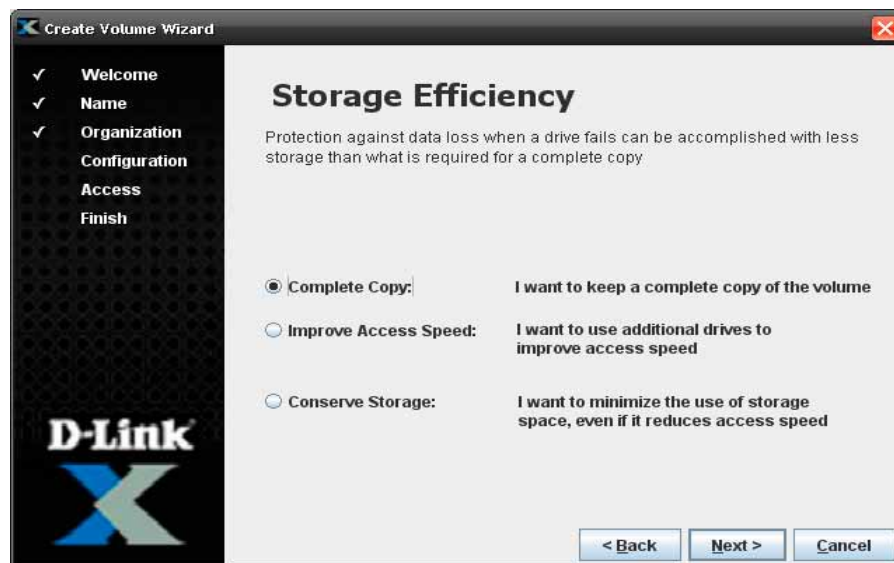 Create Volume Wizard
✓ Welcome
✓ Name
✓ Organization
Configuration
Access
Finish
D-Link
Storage Efficiency
Protection against data loss when a drive fails can be accomplished with less
storage than what is required for a complete copy
Complete Copy: I want to keep a complete copy of the volume
Improve Access Speed: I want to use additional drives to
improve access speed
Conserve Storage: I want to minimize the use of storage
space, even if it reduces access speed
< Back Next > Cancel